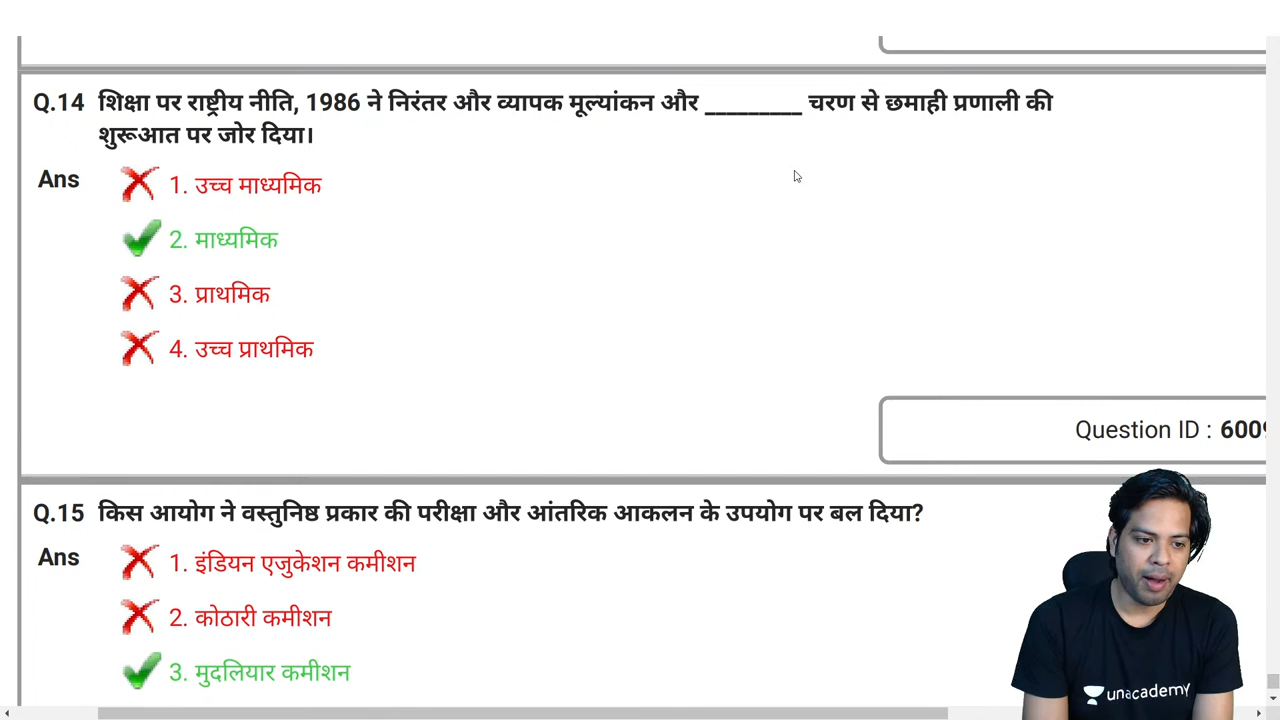 Q.14 शिक्षा पर राष्ट्रीय नीति, 1986 ने निरंतर और व्यापक मूल्यांकन और _________ चरण से छमाही प्रणाली की
शुरूआत पर जोर दिया।
Ans 1. उच्च माध्यमिक
2. माध्यमिक
3. प्राथमिक
4. उच्च प्राथमिक
Question ID : 6009
Q.15 किस आयोग ने वस्तुनिष्ठ प्रकार की परीक्षा और आंतरिक आकलन के उपयोग पर बल दिया?
Ans 1. इंडियन एजुकेशन कमीशन
2. कोठारी कमीशन
3. मुदलियार कमीशन
unacademy